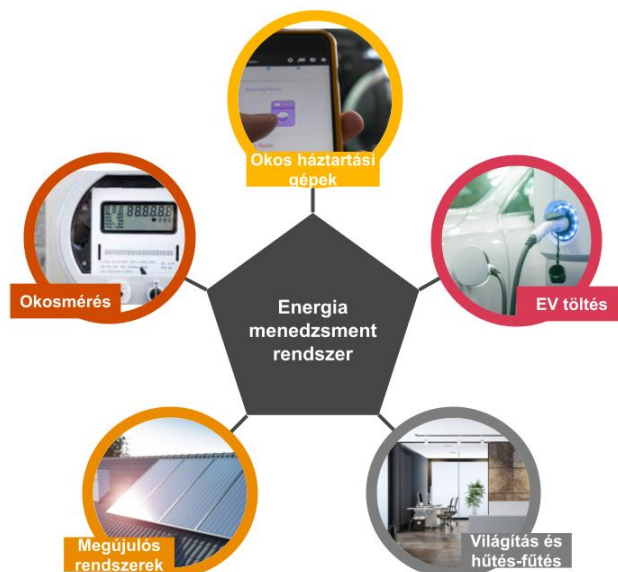 Okos háztartási
gépek
Okosmérés
EV töltés
Energia
menedzsment
rendszer
Megújulós
rendszerek
Világítás és
hűtés-fűtés